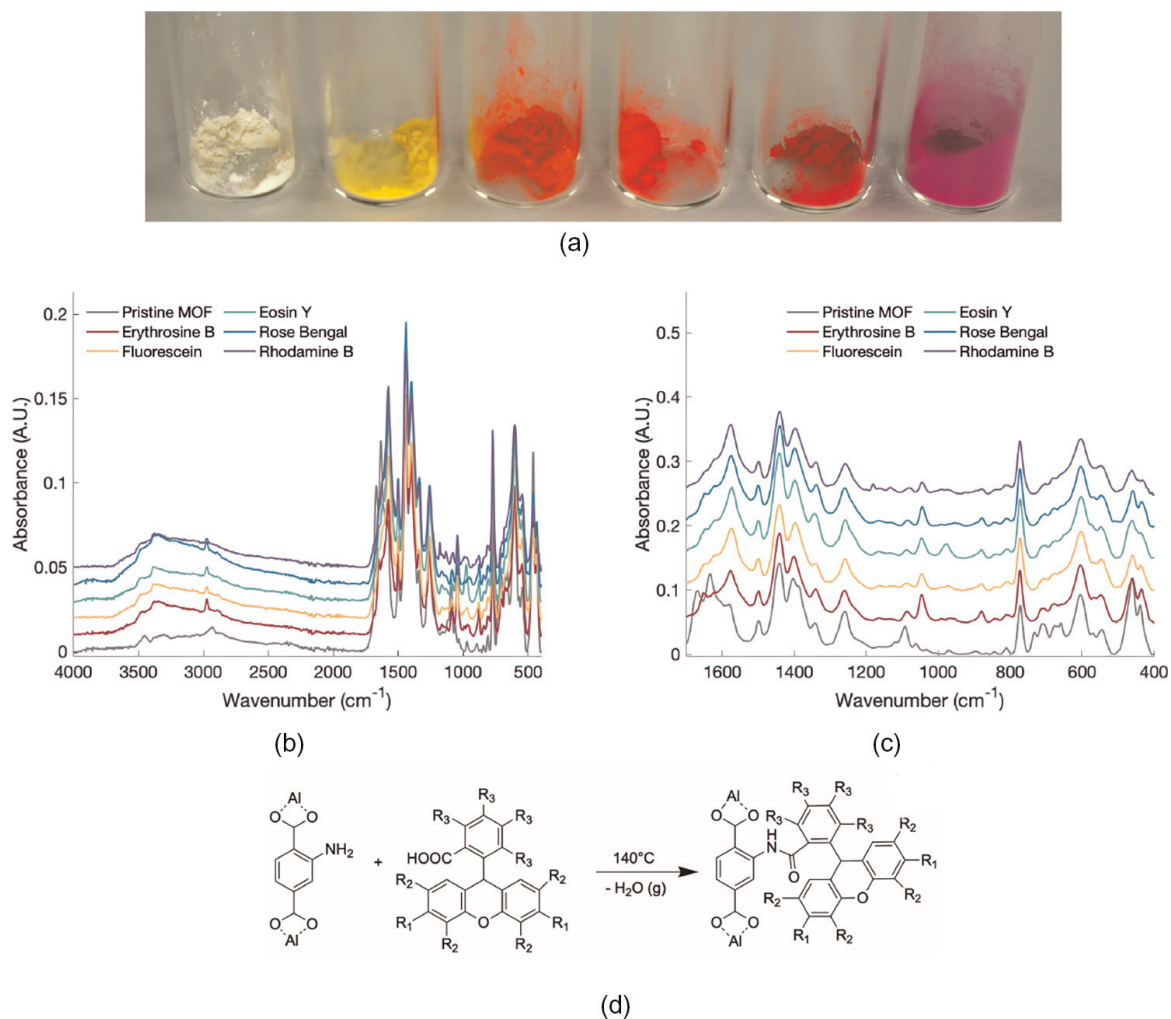 (a)
0.2
0.15
0.1
0.05
0
Absorbance (A.U.)
Pristine MOF
Erythrosine B
Fluorescein
Eosin Y
Rose Bengal
Rhodamine B
4000 3000 2000 1500 1000 500
Wavenumber (cm⁻¹)
(b)
0.5
0.4
0.3
0.2
0.1
0
Absorbance (A.U.)
Pristine MOF
Erythrosine B
Fluorescein
Eosin Y
Rose Bengal
Rhodamine B
1600 1400 1200 1000 800 600 400
Wavenumber (cm⁻¹)
(c)
Al
O O
NH₂
O O
Al
+
R₃
R₃ R₃
HOOC R₃
R₂ R₂
R₁ O R₁
R₂ R₂
140°C
- H₂O (g)
Al
O O
H
N
O
O O
Al
R₃ R₃
R₃ R₃
R₂
R₁
R₂ O R₂
R₁ R₂
(d)